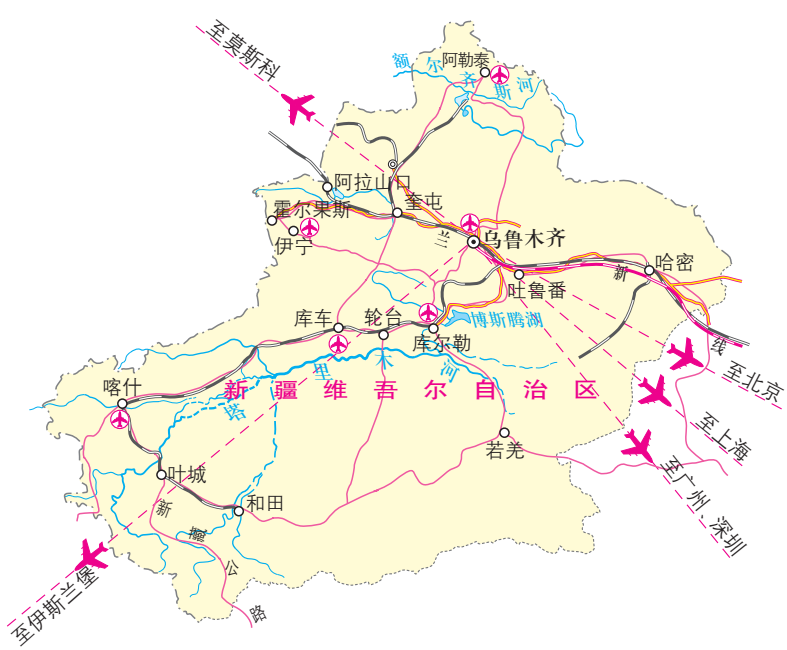 至莫斯科
额尔齐斯河
阿勒泰
阿拉山口
奎屯
霍尔果斯
伊宁
乌鲁木齐
兰
新
线
哈密
吐鲁番
库车
轮台
库尔勒
博斯腾湖
至北京
喀什
新疆维吾尔自治区
塔里木河
至上海
若羌
叶城
和田
至广州、深圳
新
疆
公
路
至伊斯兰堡